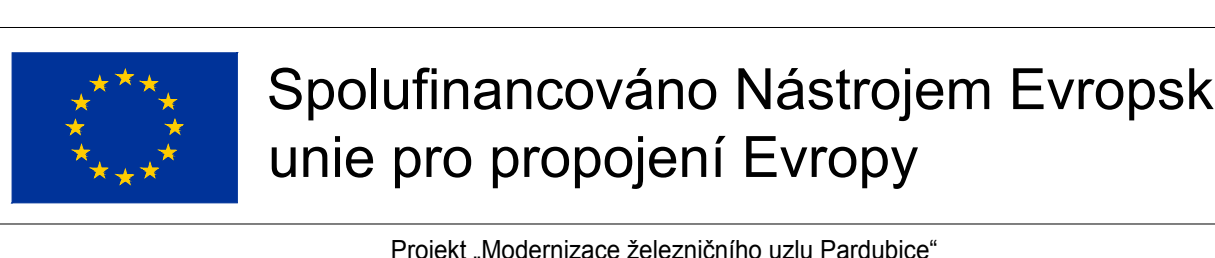 Spolufinancováno Nástrojem Evropsk
unie pro propojení Evropy
Projekt „Modernizace železničního uzlu Pardubice“